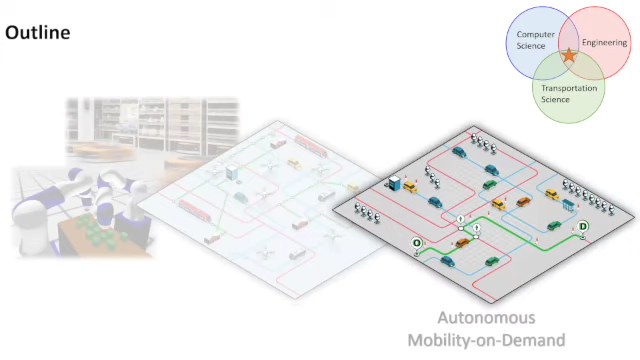 Outline
Computer
Science
Engineering
Transportation
Science
O
D
Autonomous
Mobility-on-Demand